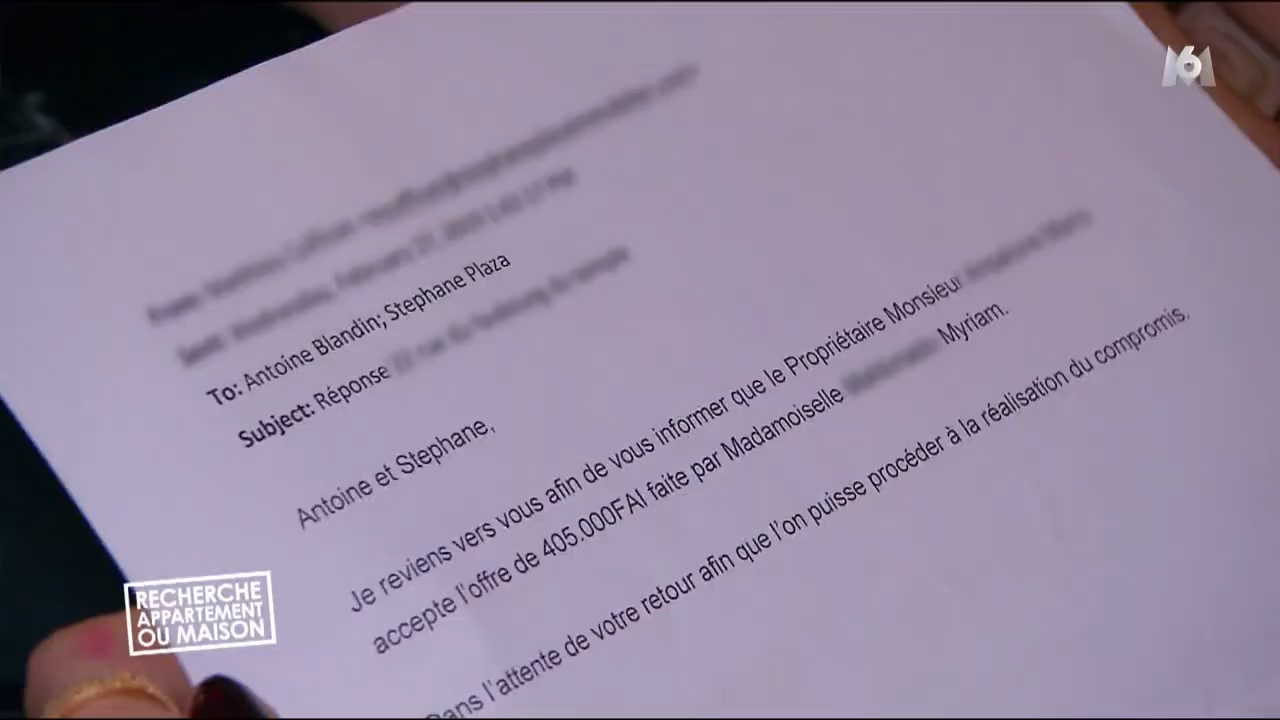 M6
To: Antoine Blandin; Stephane Plaza
Subject: Réponse
Antoine et Stephane,
Je reviens vers vous afin de vous informer que le Propriétaire Monsieur
accepte l'offre de 405.000FAI faite par Madamoiselle Myriam.
Dans l'attente de votre retour afin que l'on puisse procéder à la réalisation du compromis.
RECHERCHE
APPARTEMENT
OU MAISON